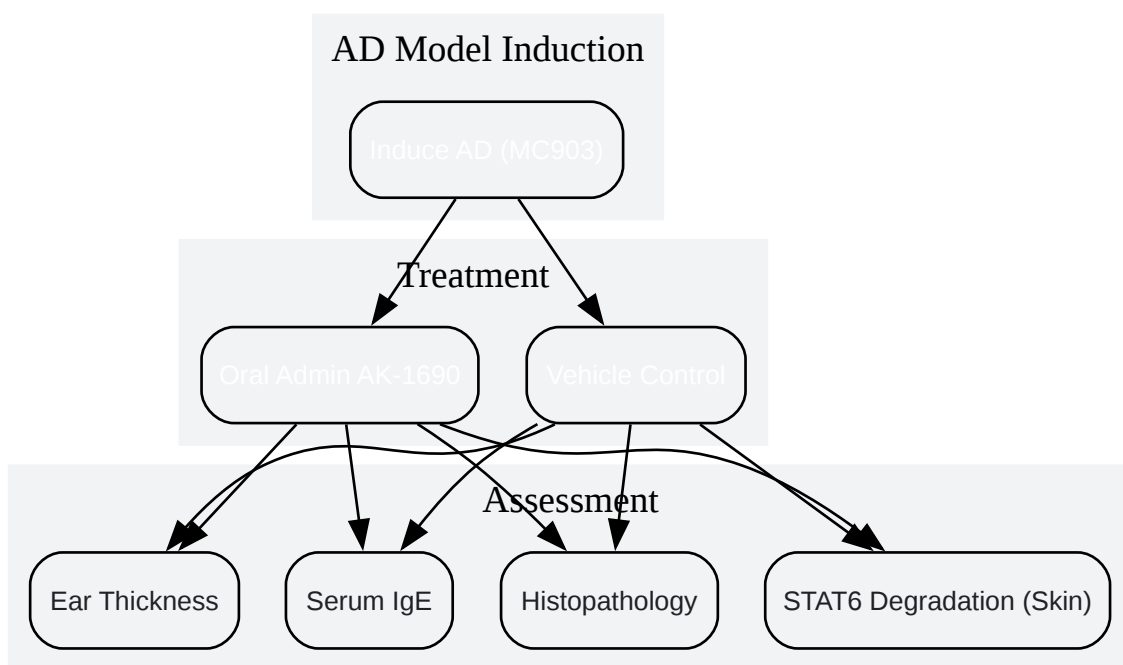 AD Model Induction
Induce AD (MC903)
Treatment
Oral Admin AK-1690
Vehicle Control
Assessment
Ear Thickness
Serum IgE
Histopathology
STAT6 Degradation (Skin)